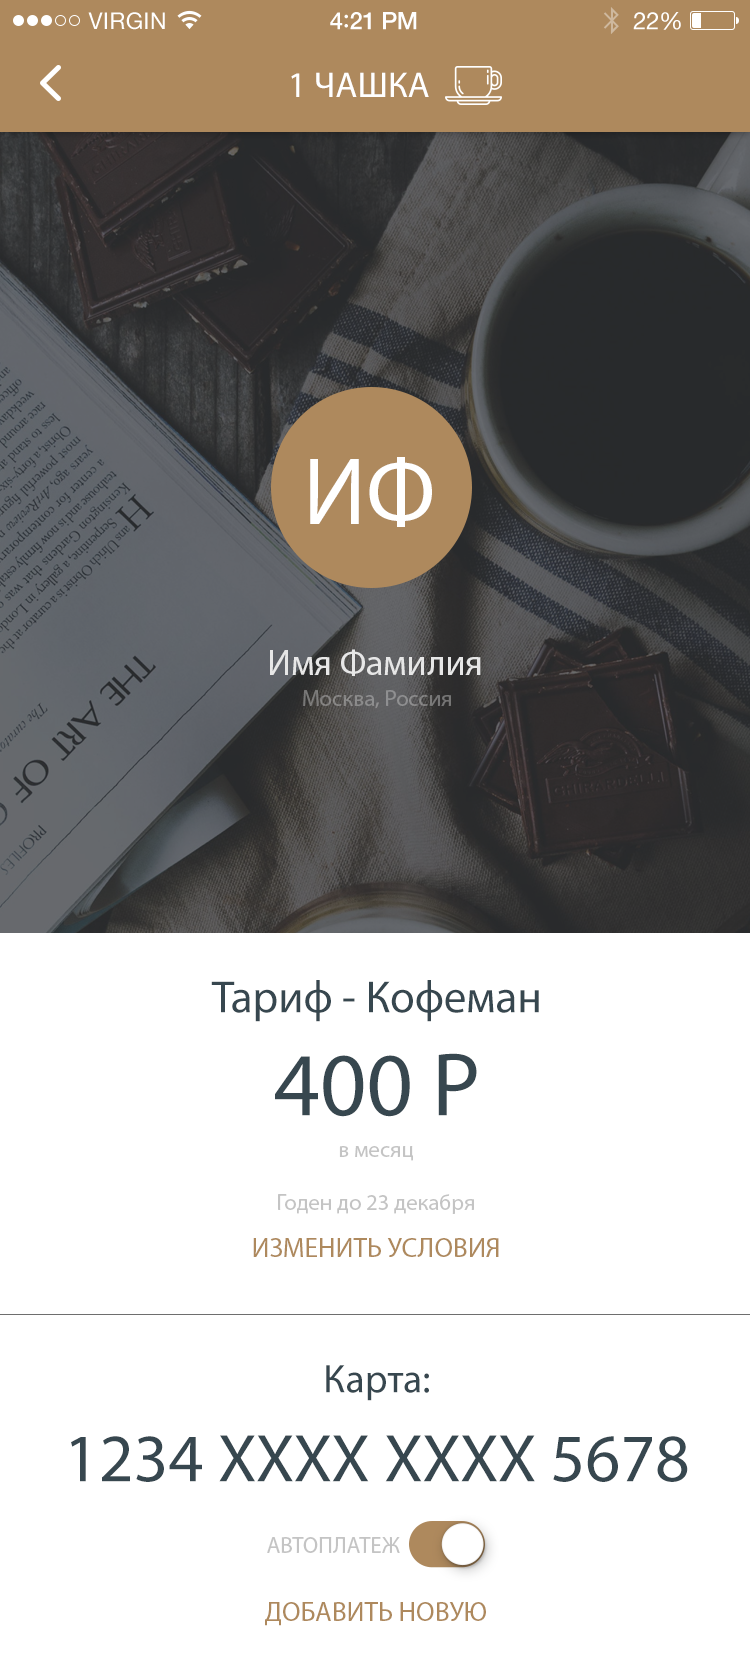 VIRGIN 4:21 PM 22%
1 ЧАШКА
ИФ
Имя Фамилия
Москва, Россия
THE ART OF
PROFILES
Тариф - Кофеман
400 Р
в месяц
Годен до 23 декабря
ИЗМЕНИТЬ УСЛОВИЯ
Карта:
1234 XXXX XXXX 5678
АВТОПЛАТЕЖ
ДОБАВИТЬ НОВУЮ